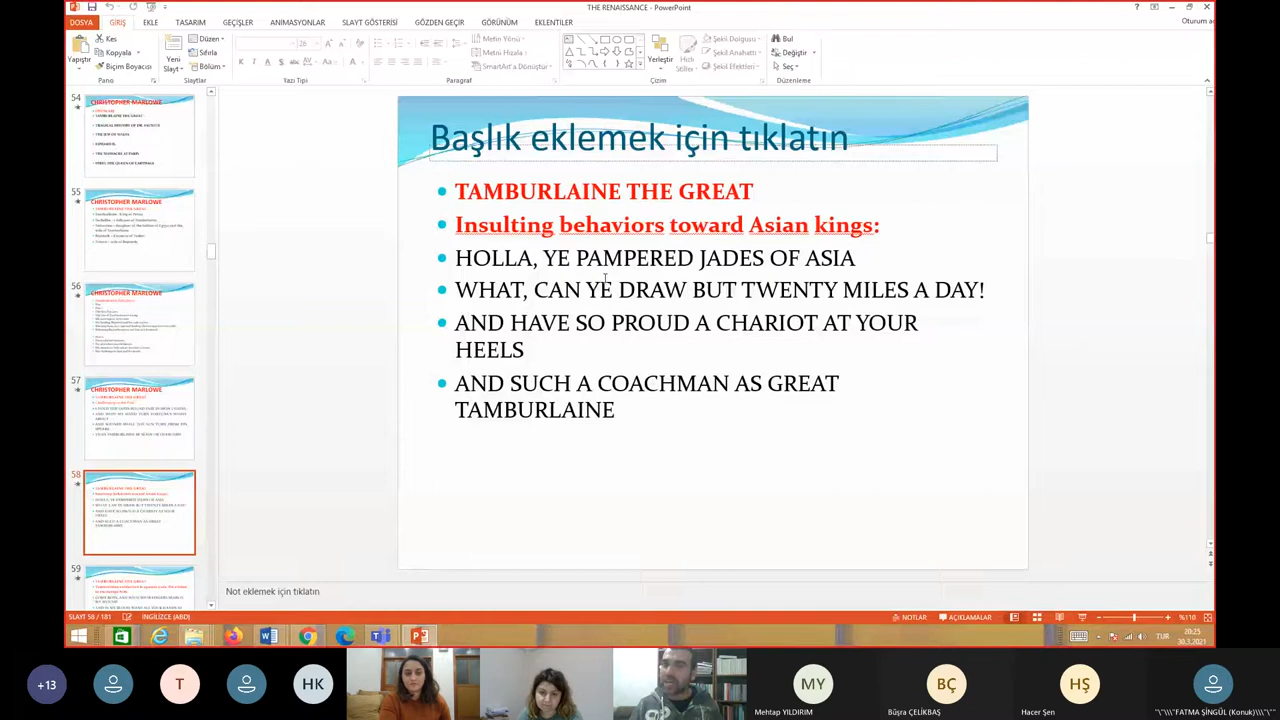 THE RENAISSANCE - PowerPoint
Oturum aç
DOSYA GİRİŞ EKLE TASARIM GEÇİŞLER ANİMASYONLAR SLAYT GÖSTERİSİ GÖZDEN GEÇİR GÖRÜNÜM EKLENTİLER
Yapıştır
Kes
Kopyala
Biçim Boyacısı
Pano
Yeni
Slayt
Düzen
Sıfırla
Bölüm
Slaytlar
26
Yazı Tipi
Metin Yönü
Metni Hizala
SmartArt'a Dönüştür
Paragraf
Yerleştir
Hızlı
Stiller
Şekil Dolgusu
Şekil Anahattı
Şekil Efektleri
Çizim
Bul
Değiştir
Seç
Düzenleme
54
CHRISTOPHER MARLOWE
55
CHRISTOPHER MARLOWE
56
CHRISTOPHER MARLOWE
57
CHRISTOPHER MARLOWE
58
59
Başlık eklemek için tıklatın
TAMBURLAINE THE GREAT
Insulting behaviors toward Asian kings:
HOLLA, YE PAMPERED JADES OF ASIA
WHAT, CAN YE DRAW BUT TWENTY MILES A DAY!
AND HAVE SO PROUD A CHARIOT AT YOUR
HEELS
AND SUCH A COACHMAN AS GREAT
TAMBURLAINE
Not eklemek için tıklatın
SLAYT 58 / 181 İNGİLİZCE (ABD) NOTLAR AÇIKLAMALAR %110
TUR
20:25
30.3.2021
+13
T
HK
MY
Mehtap YILDIRIM
BÇ
Büşra ÇELİKBAŞ
HŞ
Hacer Şen
"\"\\\"FATMA ŞİNGÜL (Konuk)\\\"\"